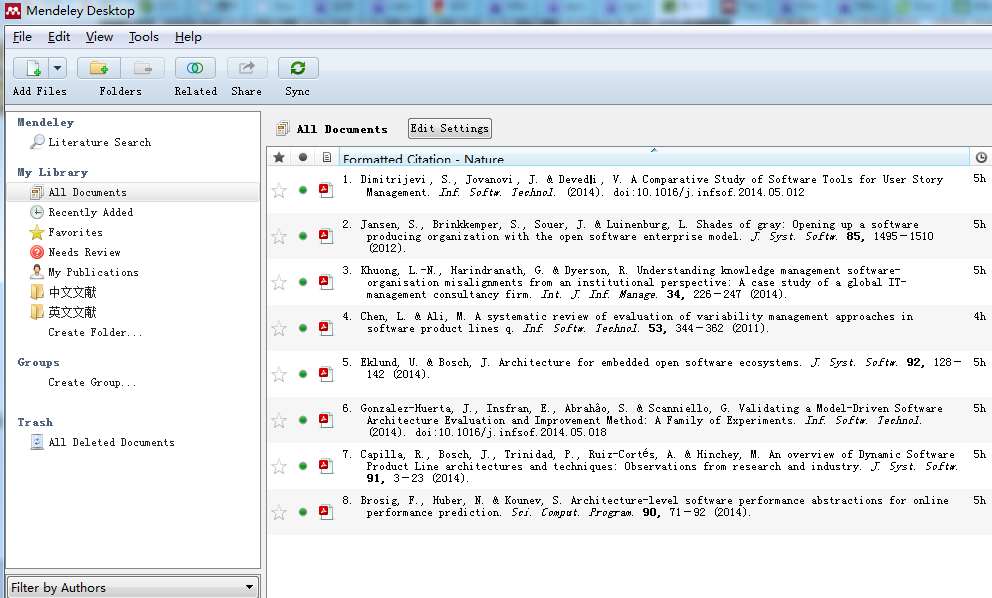 Mendeley Desktop
File Edit View Tools Help
Add Files Folders Related Share Sync
Mendeley
Literature Search
My Library
All Documents
Recently Added
Favorites
Needs Review
My Publications
中文文献
英文文献
Create Folder...
Groups
Create Group...
Trash
All Deleted Documents
Filter by Authors
All Documents Edit Settings
Formatted Citation - Nature
1. Dimitrijevi, S., Jovanovi, J. & Devedi, V. A Comparative Study of Software Tools for User Story 5h
Management. Inf. Softw. Technol. (2014). doi:10.1016/j.infsof.2014.05.012
2. Jansen, S., Brinkkemper, S., Souer, J. & Luinenburg, L. Shades of gray: Opening up a software 5h
producing organization with the open software enterprise model. J. Syst. Softw. 85, 1495–1510
(2012).
3. Khuong, L.-N., Harindranath, G. & Dyerson, R. Understanding knowledge management software- 5h
organisation misalignments from an institutional perspective: A case study of a global IT-
management consultancy firm. Int. J. Inf. Manage. 34, 226–247 (2014).
4. Chen, L. & Ali, M. A systematic review of evaluation of variability management approaches in 4h
software product lines q. Inf. Softw. Technol. 53, 344–362 (2011).
5. Eklund, U. & Bosch, J. Architecture for embedded open software ecosystems. J. Syst. Softw. 92, 128– 5h
142 (2014).
6. Gonzalez-Huerta, J., Insfran, E., Abrahão, S. & Scanniello, G. Validating a Model-Driven Software 5h
Architecture Evaluation and Improvement Method: A Family of Experiments. Inf. Softw. Technol.
(2014). doi:10.1016/j.infsof.2014.05.018
7. Capilla, R., Bosch, J., Trinidad, P., Ruiz-Cortés, A. & Hinchey, M. An overview of Dynamic Software 5h
Product Line architectures and techniques: Observations from research and industry. J. Syst. Softw.
91, 3–23 (2014).
8. Brosig, F., Huber, N. & Kounev, S. Architecture-level software performance abstractions for online 5h
performance prediction. Sci. Comput. Program. 90, 71–92 (2014).